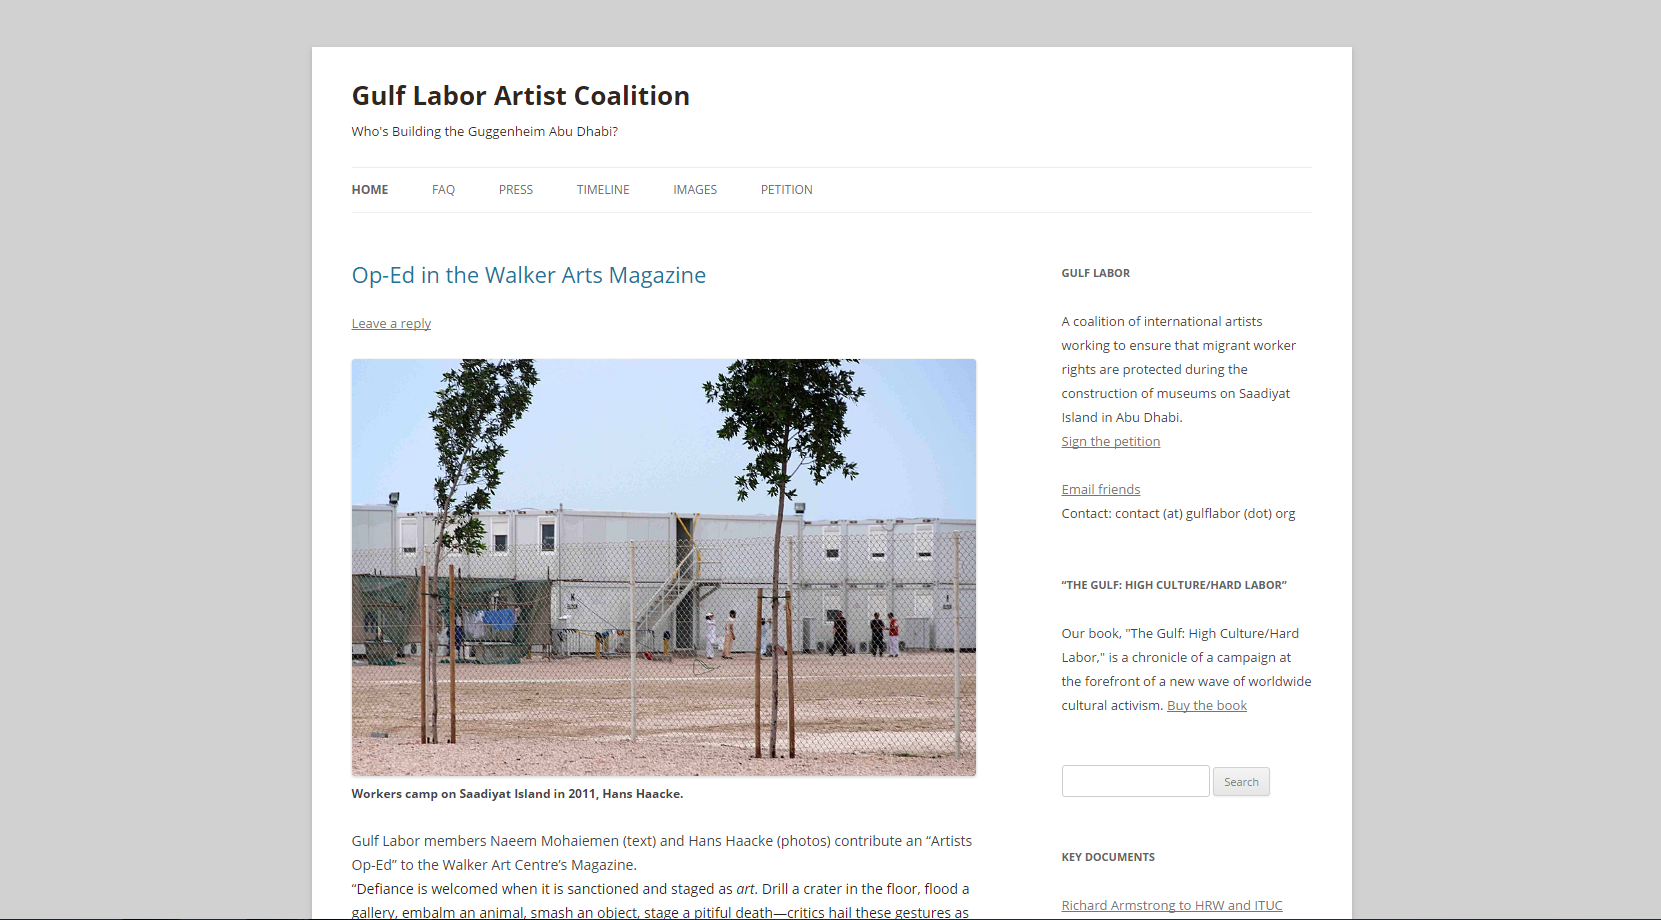 Gulf Labor Artist Coalition
Who's Building the Guggenheim Abu Dhabi?
HOME FAQ PRESS TIMELINE IMAGES PETITION
Op-Ed in the Walker Arts Magazine
Leave a reply
Workers camp on Saadiyat Island in 2011, Hans Haacke.
Gulf Labor members Naeem Mohaiemen (text) and Hans Haacke (photos) contribute an “Artists
Op-Ed” to the Walker Art Centre’s Magazine.
“Defiance is welcomed when it is sanctioned and staged as art. Drill a crater in the floor, flood a
gallery, embalm an animal, smash an object, stage a pitiful death—critics hail these gestures as
GULF LABOR
A coalition of international artists
working to ensure that migrant worker
rights are protected during the
construction of museums on Saadiyat
Island in Abu Dhabi.
Sign the petition
Email friends
Contact: contact (at) gulflabor (dot) org
“THE GULF: HIGH CULTURE/HARD LABOR”
Our book, "The Gulf: High Culture/Hard
Labor," is a chronicle of a campaign at
the forefront of a new wave of worldwide
cultural activism. Buy the book
Search
KEY DOCUMENTS
Richard Armstrong to HRW and ITUC